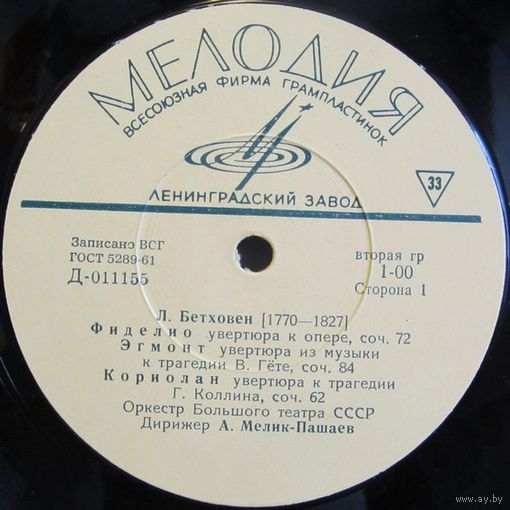 МЕЛОДИЯ
ВСЕСОЮЗНАЯ ФИРМА ГРАМПЛАСТИНОК
ЛЕНИНГРАДСКИЙ ЗАВОД
33
Записано ВСГ
ГОСТ 5289-61
Д-011155
вторая гр
1-00
Сторона 1
Л. Бетховен [1770—1827]
Фиделио увертюра к опере, соч. 72
Эгмонт увертюра из музыки
к трагедии В. Гёте, соч. 84
Кориолан увертюра к трагедии
Г. Коллина, соч. 62
Оркестр Большого театра СССР
Дирижер А. Мелик-Пашаев
www.ay.by